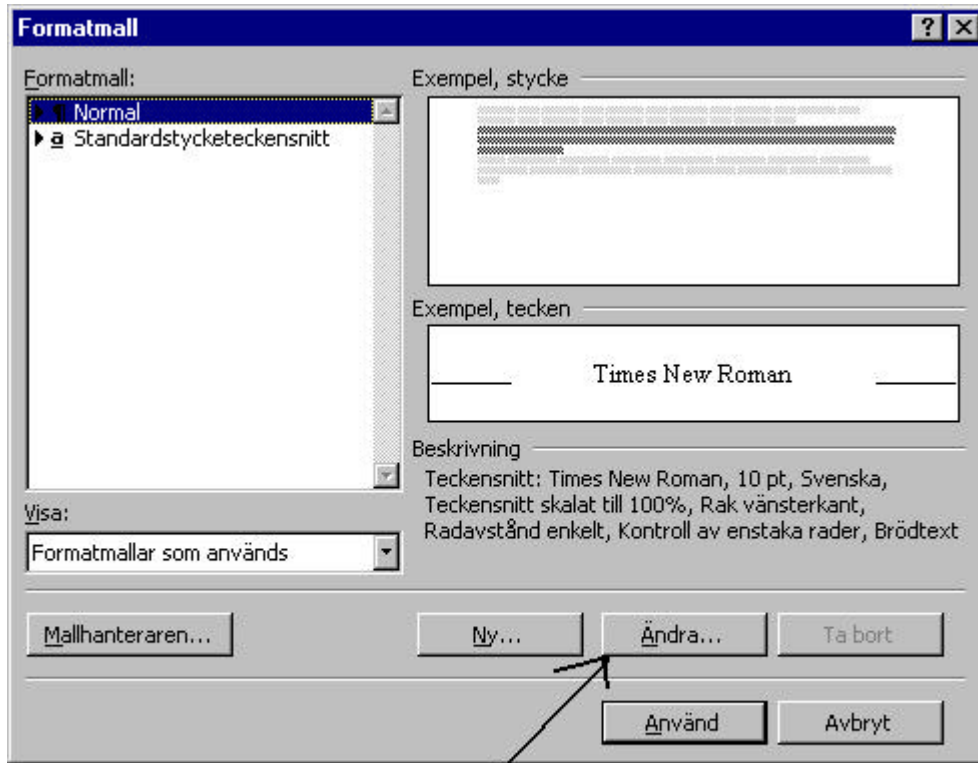 Formatmall
Formatmall:
¶ Normal
a Standardstycketeckensnitt
Visa:
Formatmallar som används
Exempel, stycke
Exempel, tecken
Times New Roman
Beskrivning
Teckensnitt: Times New Roman, 10 pt, Svenska,
Teckensnitt skalat till 100%, Rak vänsterkant,
Radavstånd enkelt, Kontroll av enstaka rader, Brödtext
Mallhanteraren...
Ny...
Ändra...
Ta bort
Använd
Avbryt